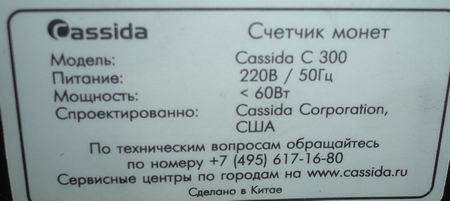 Cassida Счетчик монет
Модель: Cassida C 300
Питание: 220В / 50Гц
Мощность: < 60Вт
Спроектированно: Cassida Corporation,
США
По техническим вопросам обращайтесь
по номеру +7 (495) 617-16-80
Сервисные центры по городам на www.cassida.ru
Сделано в Китае